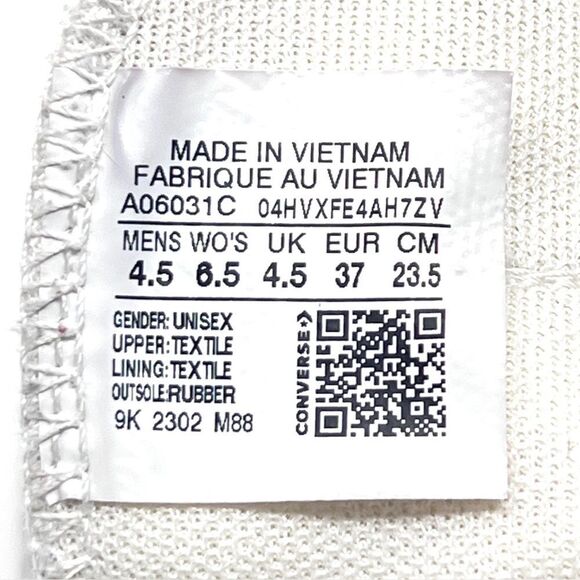 MADE IN VIETNAM
FABRIQUE AU VIETNAM
A06031C 04HVXFE4AH7ZV
MENS WO'S UK EUR CM
4.5 6.5 4.5 37 23.5
GENDER: UNISEX
UPPER: TEXTILE
LINING: TEXTILE
OUTSOLE:RUBBER
9K 2302 M88
CONVERSE